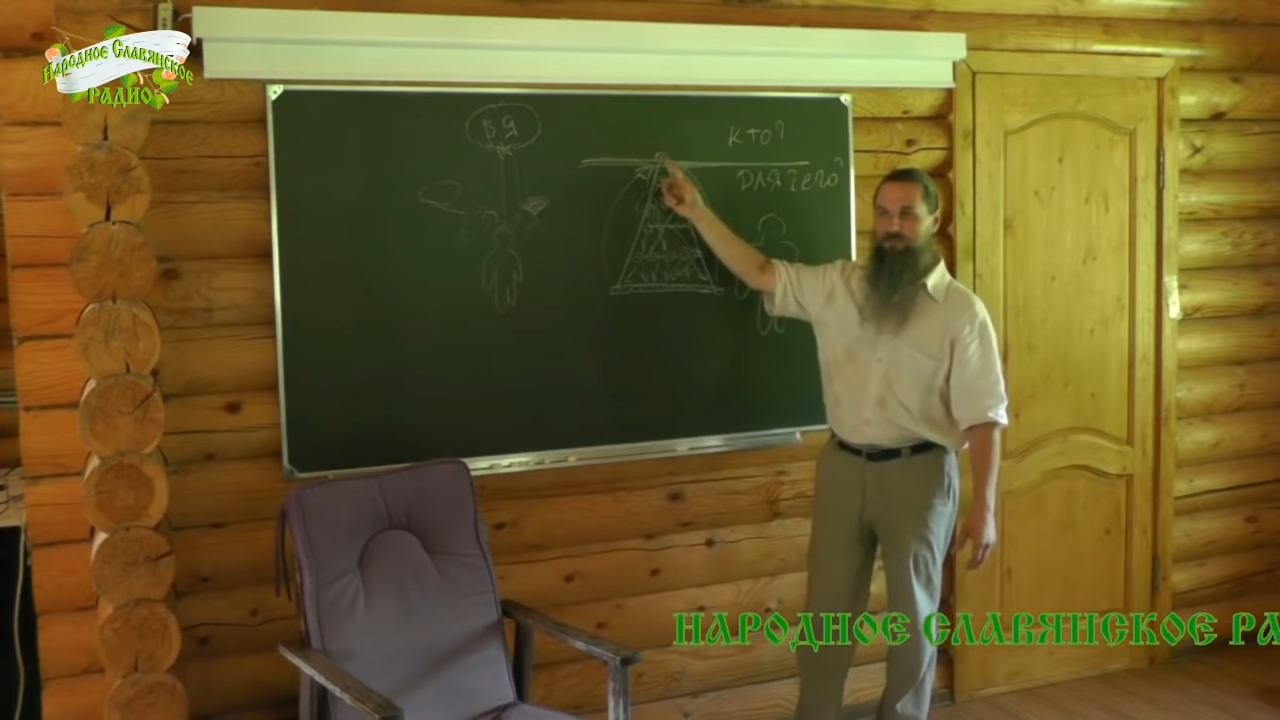 Народное Славянское
РАДИО
ВЯ
КТО?
ДЛЯ ЧЕГО?
НАРОДНОЕ СЛАВЯНСКОЕ РА